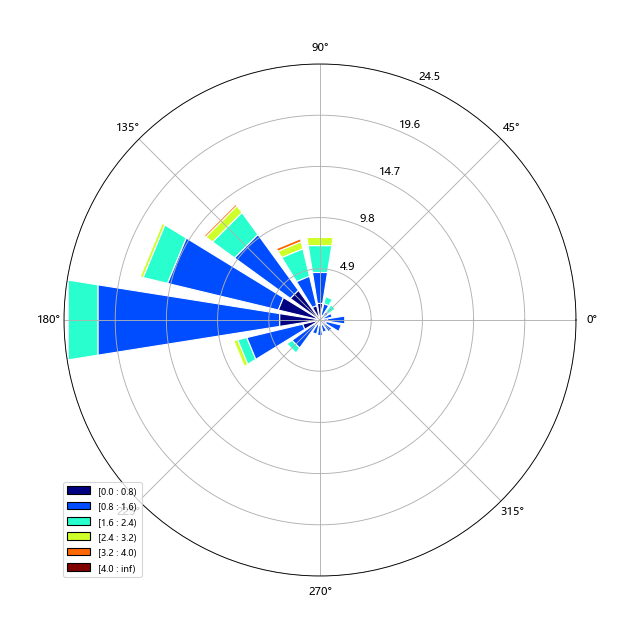 90°
24.5
135°
19.6
45°
14.7
9.8
4.9
180°
0°
[0.0 : 0.8)
[0.8 : 1.6)
[1.6 : 2.4)
[2.4 : 3.2)
[3.2 : 4.0)
[4.0 : inf)
225°
315°
270°